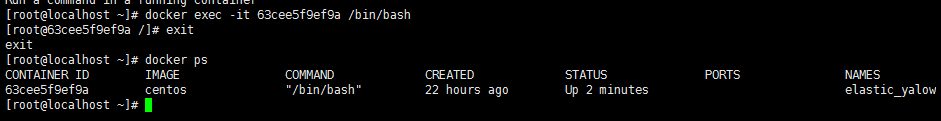 Run a command in a running container
[root@localhost ~]# docker exec -it 63cee5f9ef9a /bin/bash
[root@63cee5f9ef9a /]# exit
exit
[root@localhost ~]# docker ps
CONTAINER ID IMAGE COMMAND CREATED STATUS PORTS NAMES
63cee5f9ef9a centos "/bin/bash" 22 hours ago Up 2 minutes elastic_yalow
[root@localhost ~]#